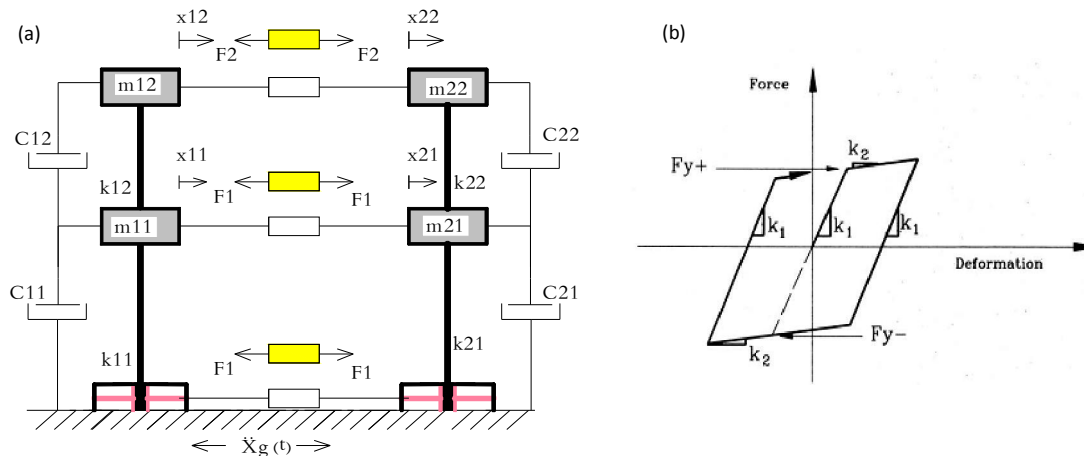 (a)
x12
x22
F2
F2
m12
m22
C12
C22
x11
x21
k12
F1
F1
k22
m11
m21
C11
C21
k11
F1
F1
k21
Ẍg (t)
(b)
Force
k2
Fy+
k1
k1
k1
Deformation
Fy-
k2